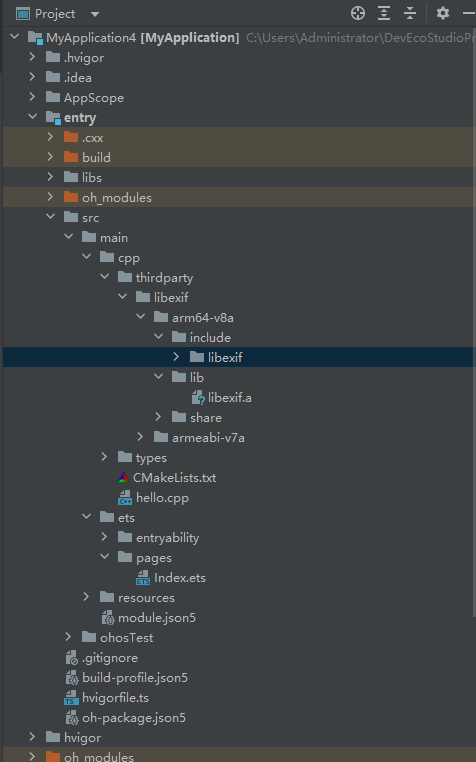 Project
MyApplication4 [MyApplication] C:\Users\Administrator\DevEcoStudioPr
.hvigor
.idea
AppScope
entry
.cxx
build
libs
oh_modules
src
main
cpp
thirdparty
libexif
arm64-v8a
include
libexif
lib
libexif.a
share
armeabi-v7a
types
CMakeLists.txt
hello.cpp
ets
entryability
pages
Index.ets
resources
module.json5
ohosTest
.gitignore
build-profile.json5
hvigorfile.ts
oh-package.json5
hvigor
oh_modules